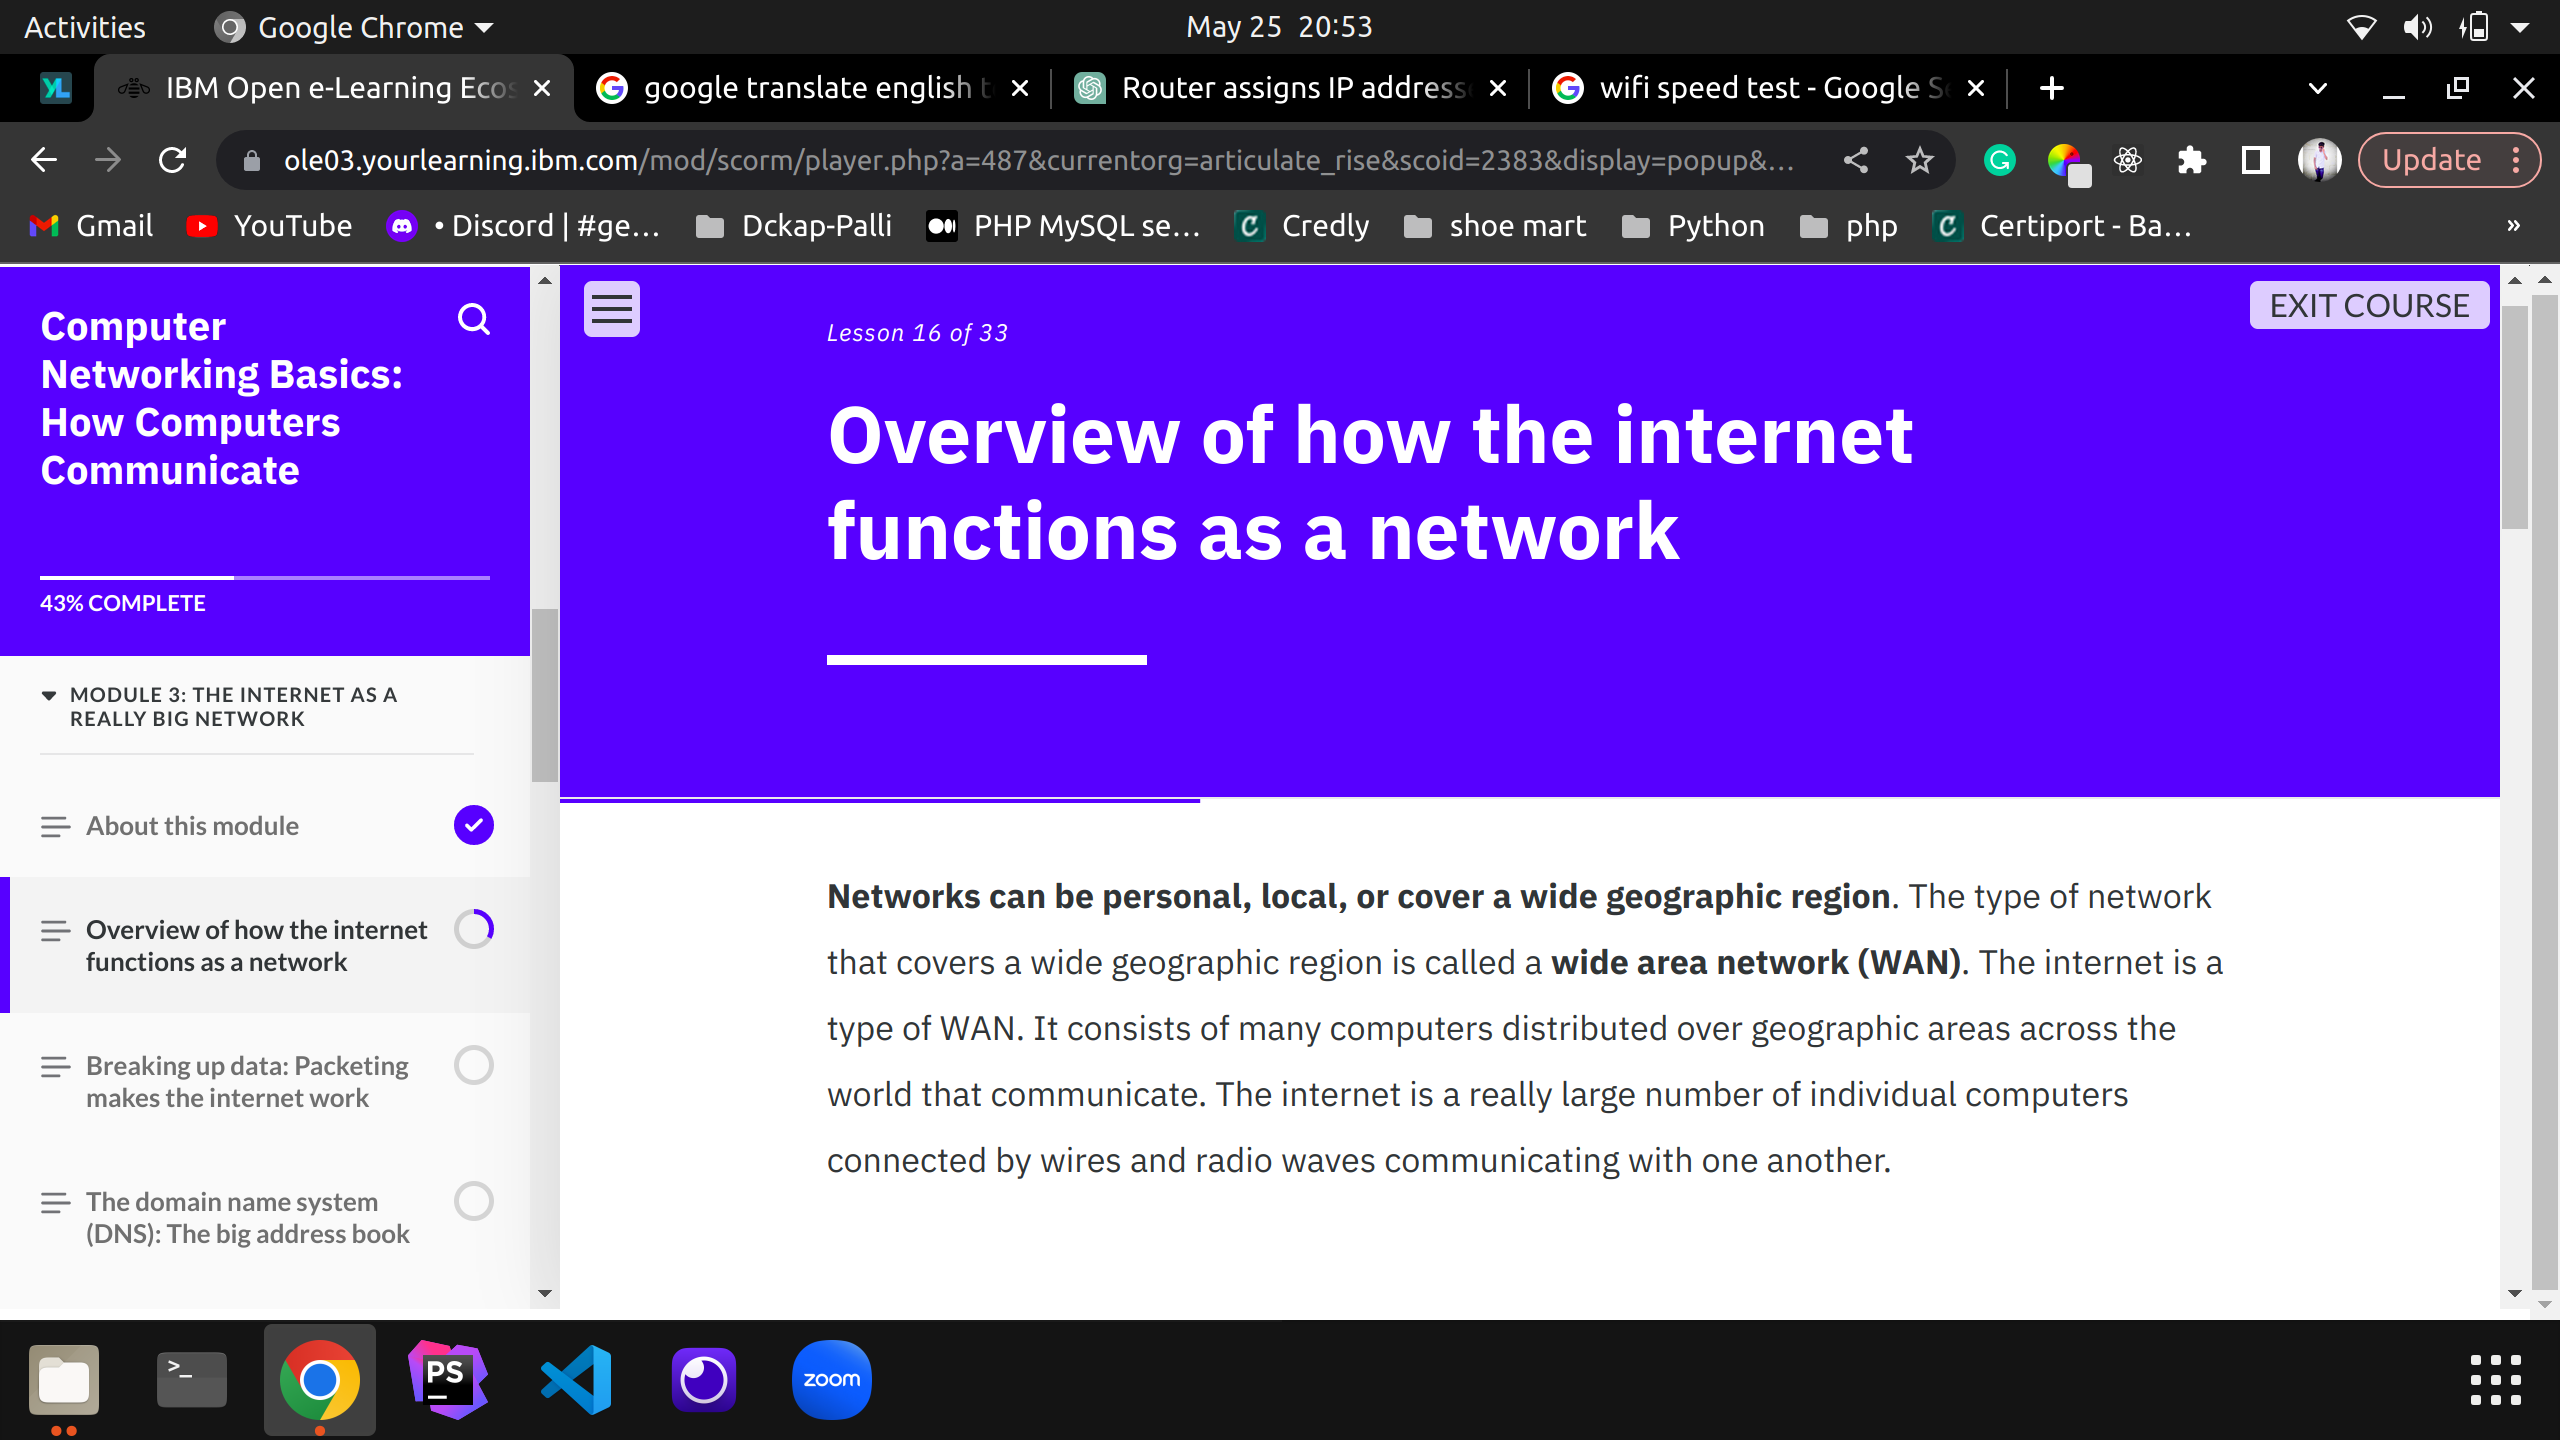 Activities
Google Chrome
May 25 20:53
IBM Open e-Learning Ecos
google translate english t
Router assigns IP addresse
wifi speed test - Google Se
ole03.yourlearning.ibm.com/mod/scorm/player.php?a=487&currentorg=articulate_rise&scoid=2383&display=popup&...
Update
Gmail
YouTube
• Discord | #ge...
Dckap-Palli
PHP MySQL se...
Credly
shoe mart
Python
php
Certiport - Ba...
»
Computer
Networking Basics:
How Computers
Communicate
43% COMPLETE
MODULE 3: THE INTERNET AS A
REALLY BIG NETWORK
About this module
Overview of how the internet
functions as a network
Breaking up data: Packeting
makes the internet work
The domain name system
(DNS): The big address book
EXIT COURSE
Lesson 16 of 33
Overview of how the internet
functions as a network
Networks can be personal, local, or cover a wide geographic region. The type of network
that covers a wide geographic region is called a wide area network (WAN). The internet is a
type of WAN. It consists of many computers distributed over geographic areas across the
world that communicate. The internet is a really large number of individual computers
connected by wires and radio waves communicating with one another.
>_
PS
zoom